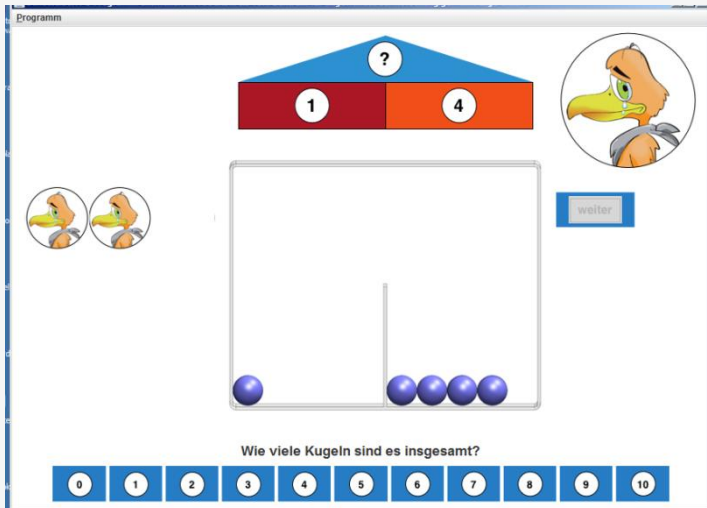 Programm
?
1 4
weiter
Wie viele Kugeln sind es insgesamt?
0 1 2 3 4 5 6 7 8 9 10